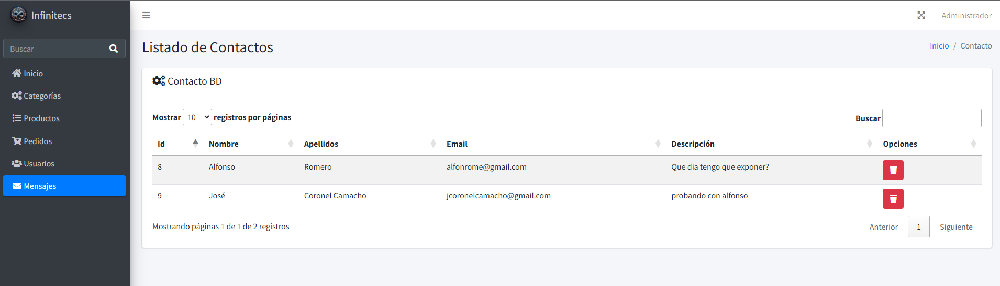 Infinitecs
Administrador
Buscar
Inicio
Categorías
Productos
Pedidos
Usuarios
Mensajes
Listado de Contactos
Inicio / Contacto
Contacto BD
Mostrar 10 registros por páginas
Buscar
Id Nombre Apellidos Email Descripción Opciones
8 Alfonso Romero alfonrome@gmail.com Que dia tengo que exponer?
9 José Coronel Camacho jcoronelcamacho@gmail.com probando con alfonso
Mostrando páginas 1 de 1 de 2 registros
Anterior 1 Siguiente